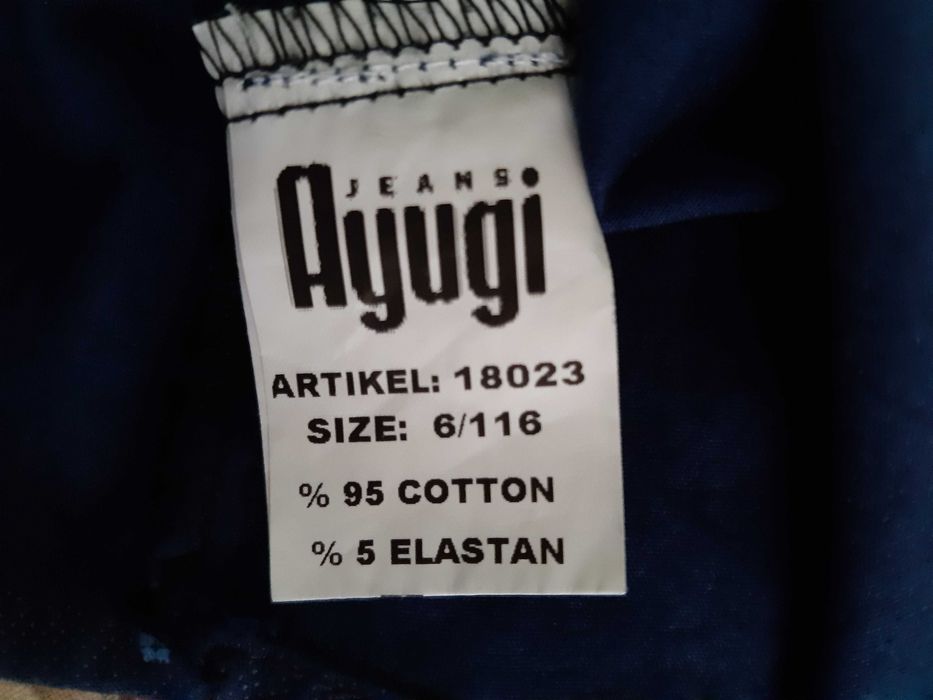 JEANS
Ayugi
ARTIKEL: 18023
SIZE: 6/116
% 95 COTTON
% 5 ELASTAN